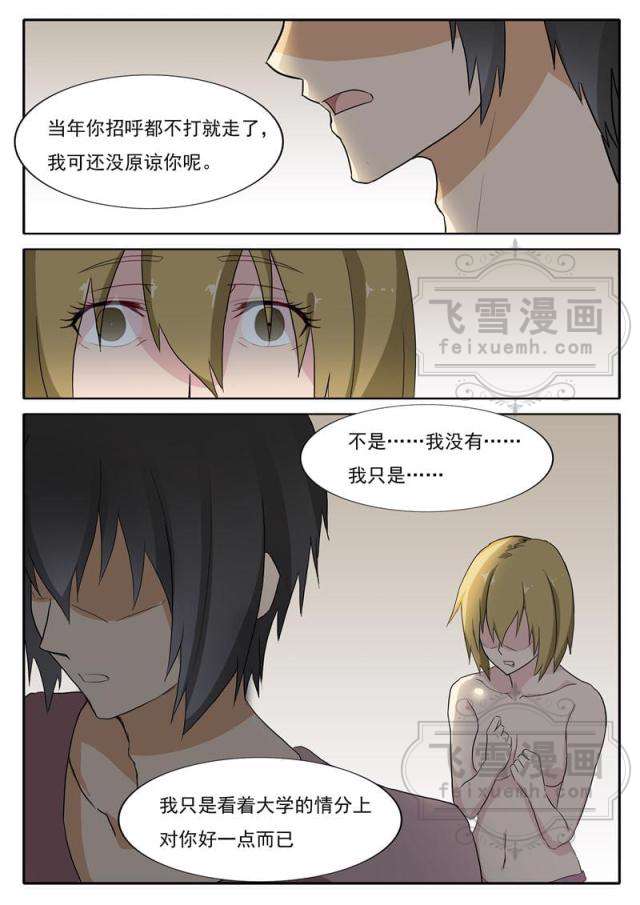 当年你招呼都不打就走了，
我可还没原谅你呢。
飞雪漫画
feixuemh.com
不是……我没有……
我只是……
飞雪漫画
feixuemh.com
我只是看着大学的情分上
对你好一点而已